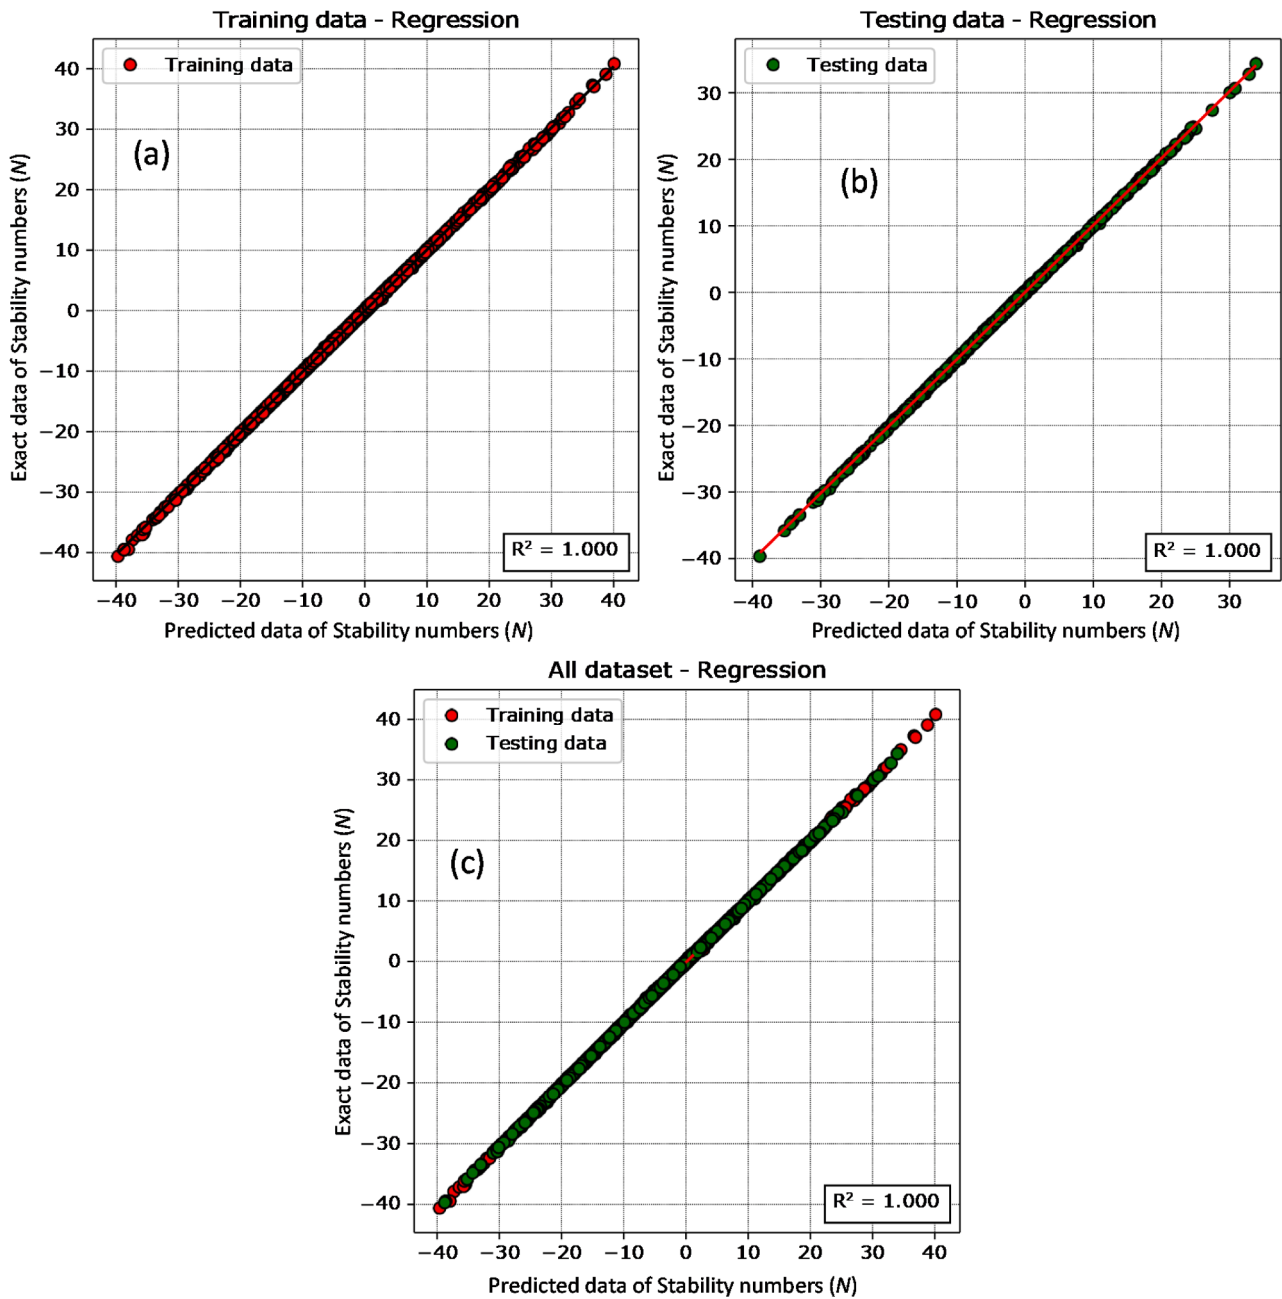 Training data - Regression
Training data
(a)
40
30
20
10
0
−10
−20
−30
−40
Exact data of Stability numbers (N)
R² = 1.000
−40 −30 −20 −10 0 10 20 30 40
Predicted data of Stability numbers (N)
Testing data - Regression
Testing data
(b)
30
20
10
0
−10
−20
−30
−40
Exact data of Stability numbers (N)
R² = 1.000
−40 −30 −20 −10 0 10 20 30
Predicted data of Stability numbers (N)
All dataset - Regression
Training data
Testing data
(c)
40
30
20
10
0
−10
−20
−30
−40
Exact data of Stability numbers (N)
R² = 1.000
−40 −30 −20 −10 0 10 20 30 40
Predicted data of Stability numbers (N)